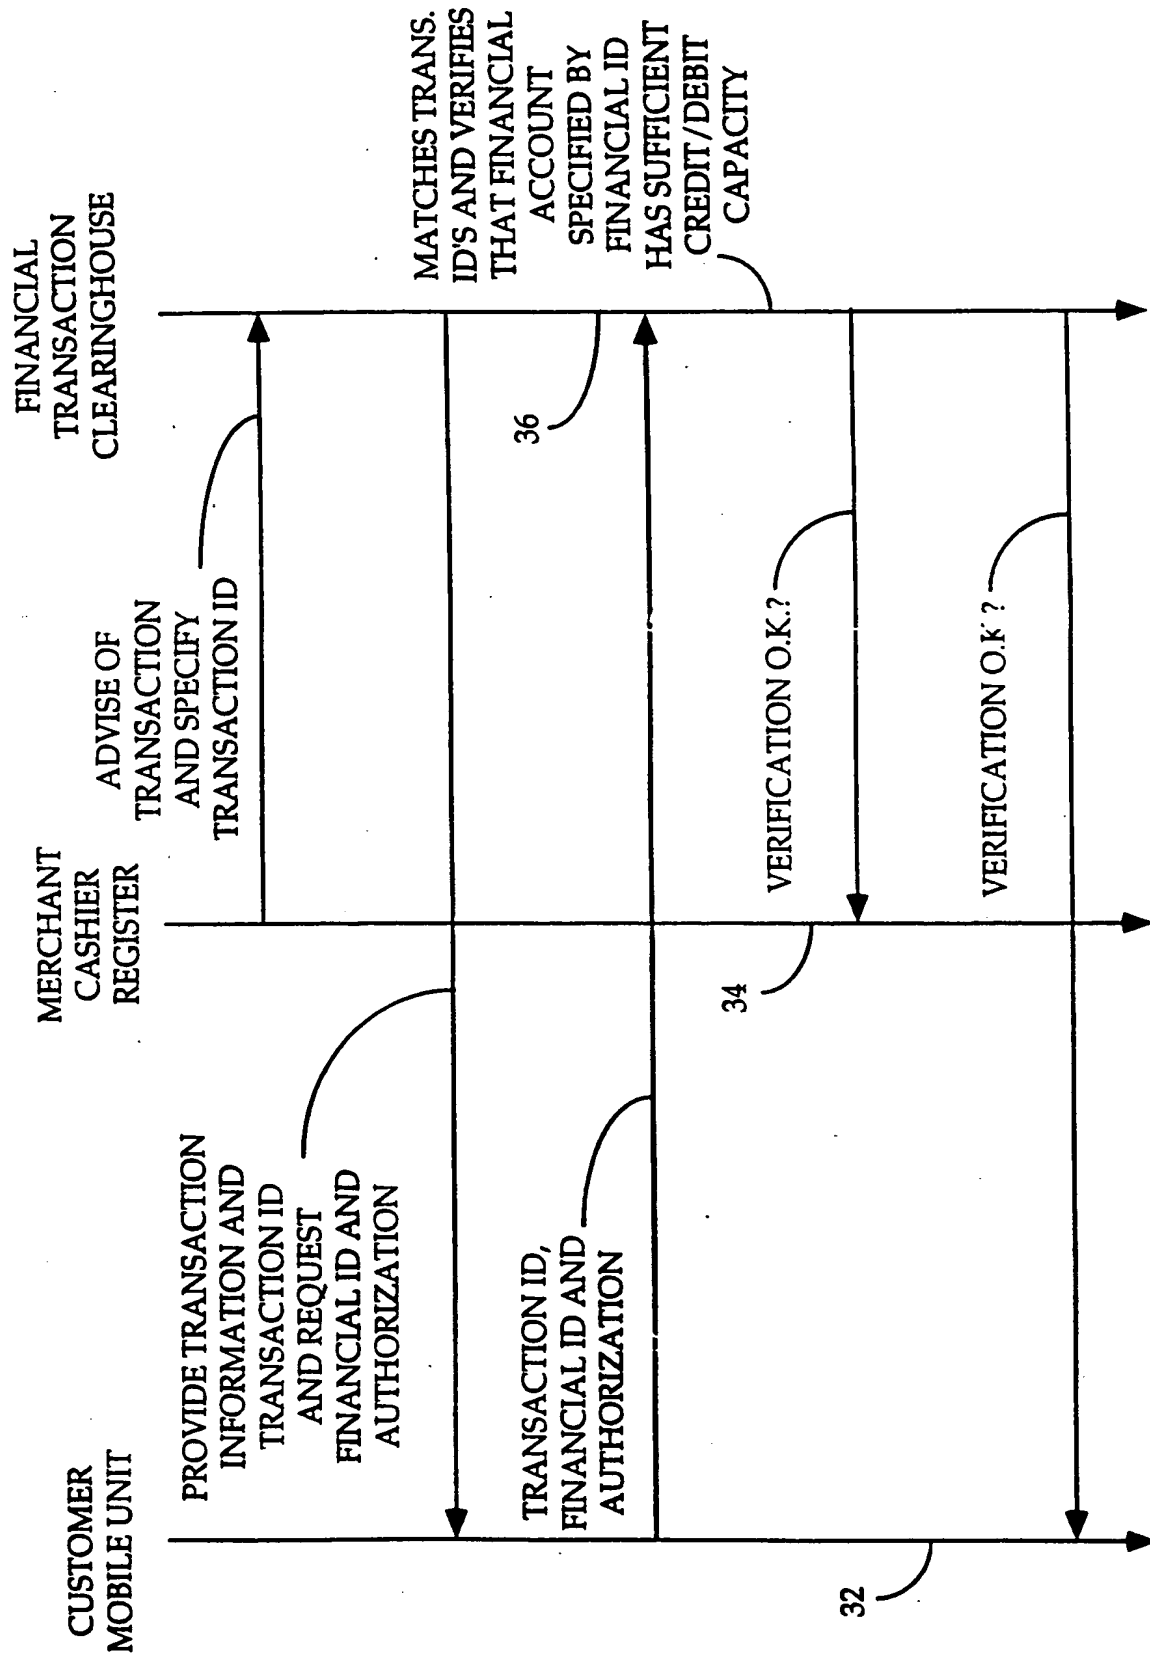 CUSTOMER
MOBILE UNIT
MERCHANT
CASHIER
REGISTER
FINANCIAL
TRANSACTION
CLEARINGHOUSE
ADVISE OF
TRANSACTION
AND SPECIFY
TRANSACTION ID
PROVIDE TRANSACTION
INFORMATION AND
TRANSACTION ID
AND REQUEST
FINANCIAL ID AND
AUTHORIZATION
36
TRANSACTION ID,
FINANCIAL ID AND
AUTHORIZATION
MATCHES TRANS.
ID'S AND VERIFIES
THAT FINANCIAL
ACCOUNT
SPECIFIED BY
FINANCIAL ID
HAS SUFFICIENT
CREDIT/DEBIT
CAPACITY
34
VERIFICATION O.K.?
32
VERIFICATION O.K ?